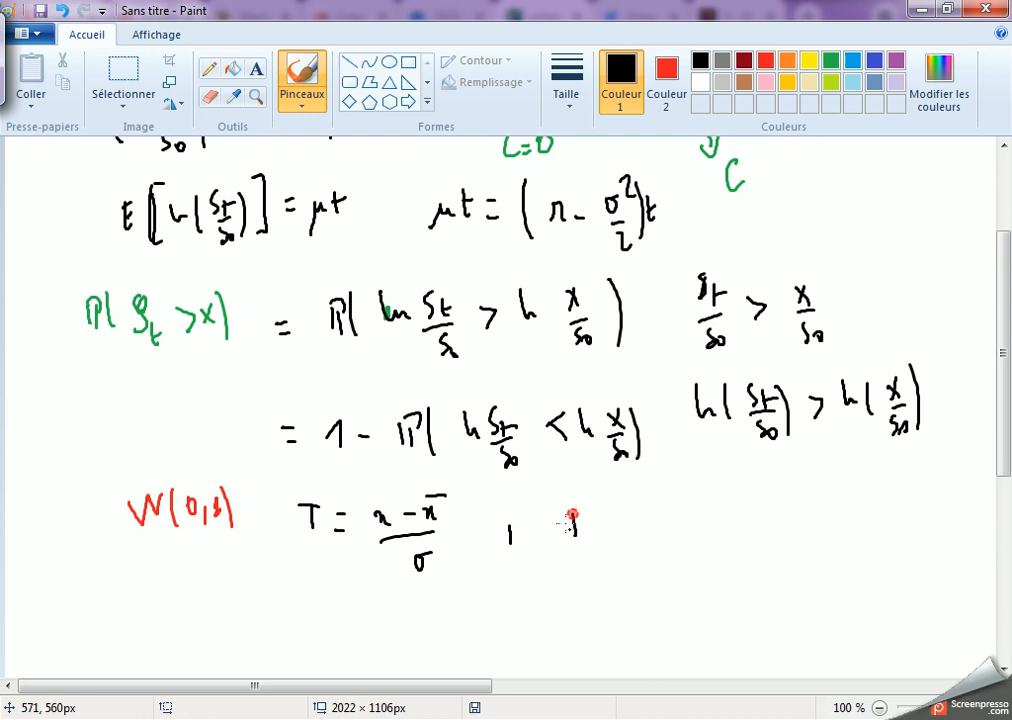 Sans titre - Paint
Accueil Affichage
Coller Sélectionner Pinceaux Contour Remplissage Taille Couleur 1 Couleur 2 Modifier les couleurs
Presse-papiers Image Outils Formes Couleurs
S0
C=0
C
E[ln(St/S0)] = μt μt = (r - σ²/2)t
P(St > x) = P(ln St/S0 > ln x/S0) St/S0 > x/S0
= 1 - P(ln St/S0 < ln x/S0) ln(St/S0) > ln(x/S0)
N(0,1) T = (x - x̄)/σ
571, 560px 2022 × 1106px 100 %
Screenpresso
.com